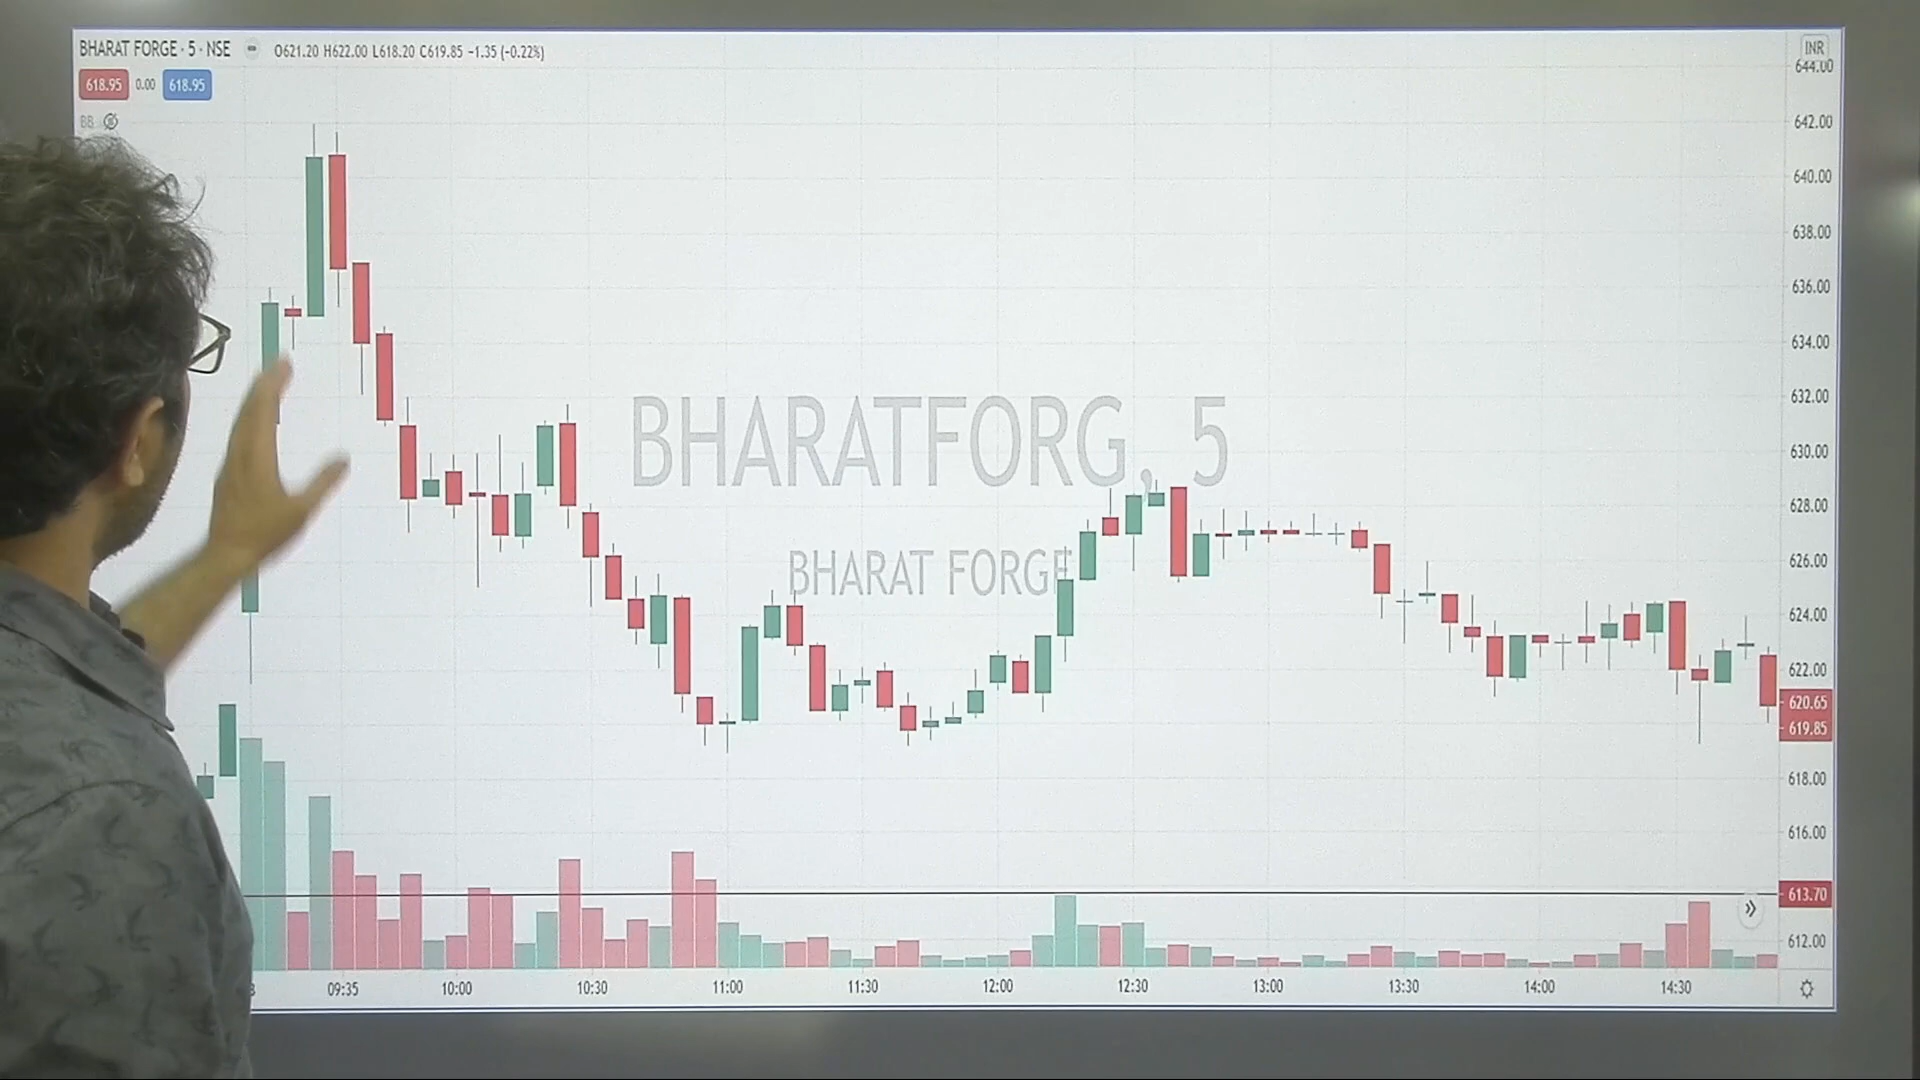 BHARAT FORGE · 5 · NSE O621.20 H622.00 L618.20 C619.85 −1.35 (−0.22%)
INR
618.95 0.00 618.95
BB
644.00
642.00
640.00
638.00
636.00
634.00
632.00
630.00
628.00
626.00
624.00
622.00
620.65
619.85
618.00
616.00
613.70
612.00
BHARATFORG, 5
BHARAT FORGE
09:35 10:00 10:30 11:00 11:30 12:00 12:30 13:00 13:30 14:00 14:30